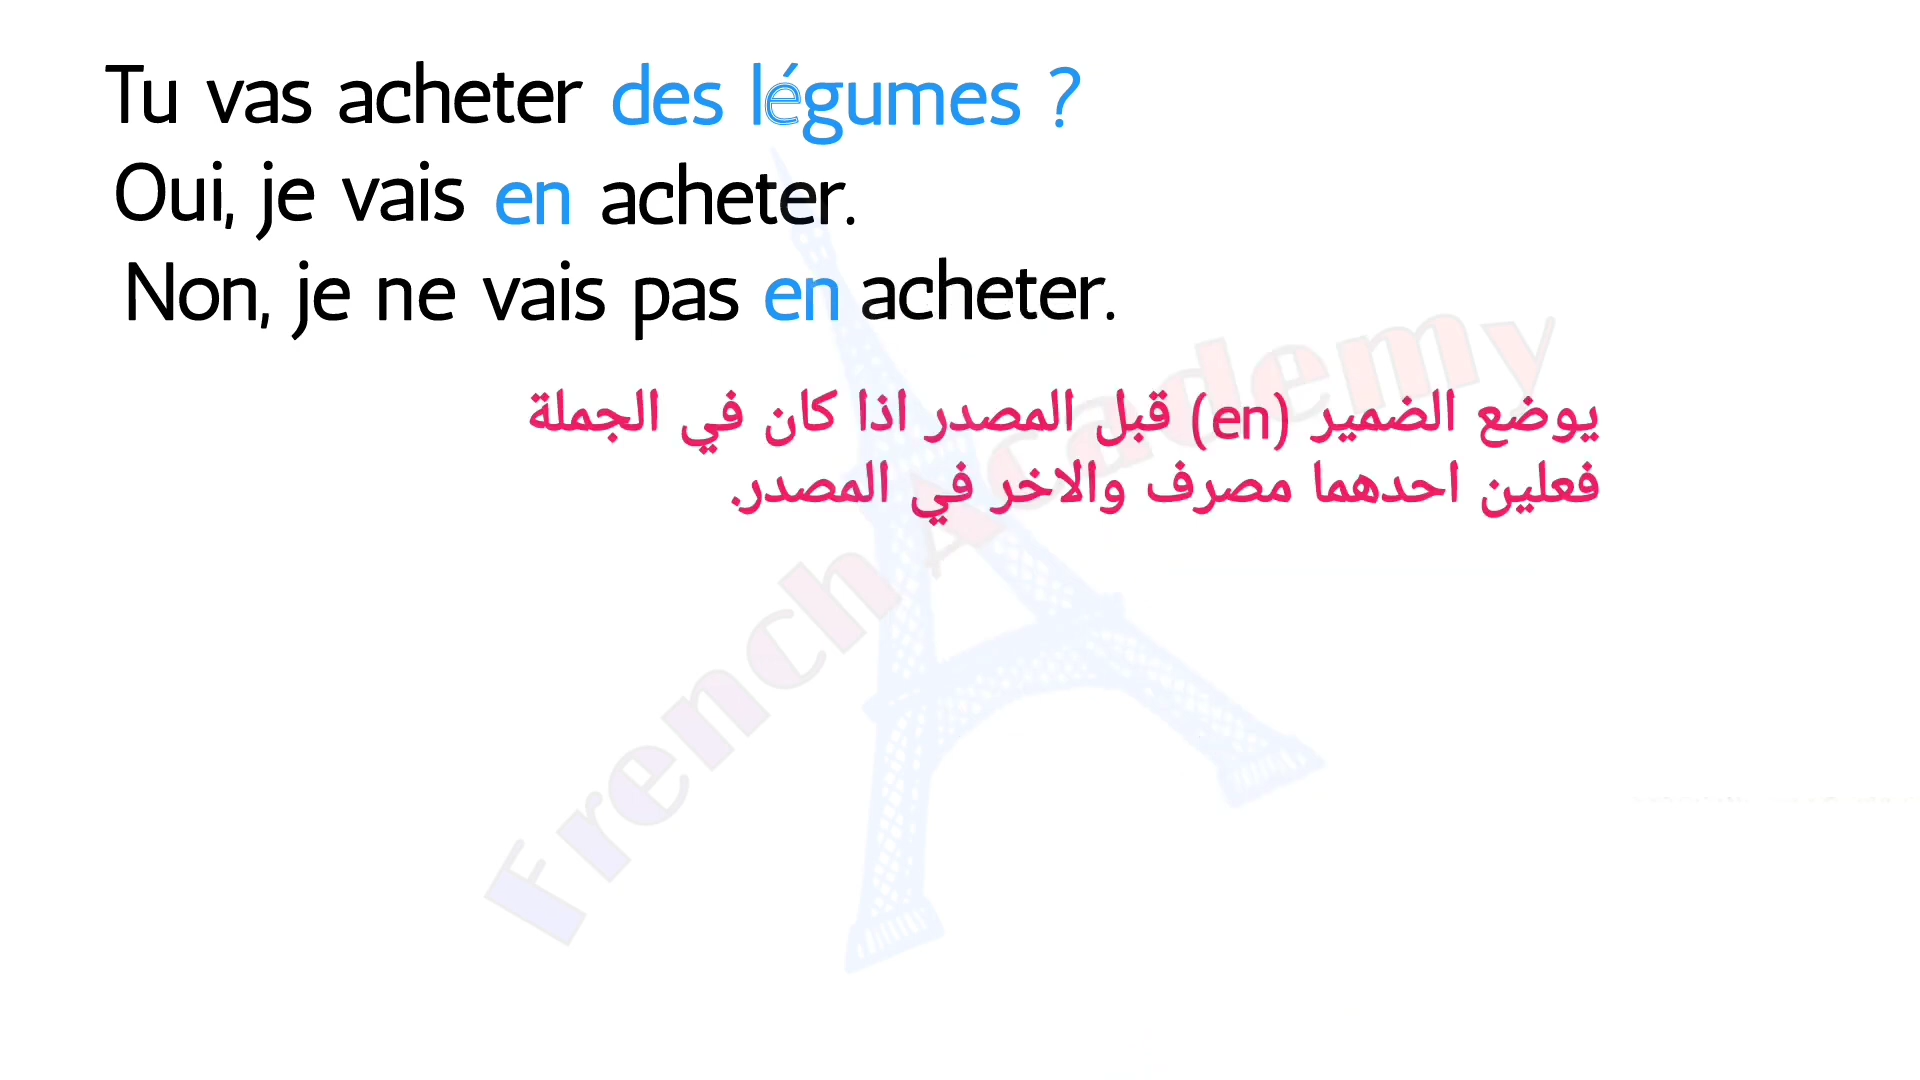 Tu vas acheter des légumes ?
Oui, je vais en acheter.
Non, je ne vais pas en acheter.
يوضع الضمير (en) قبل المصدر اذا كان في الجملة
فعلين احدهما مصرف والاخر في المصدر.
French Academy